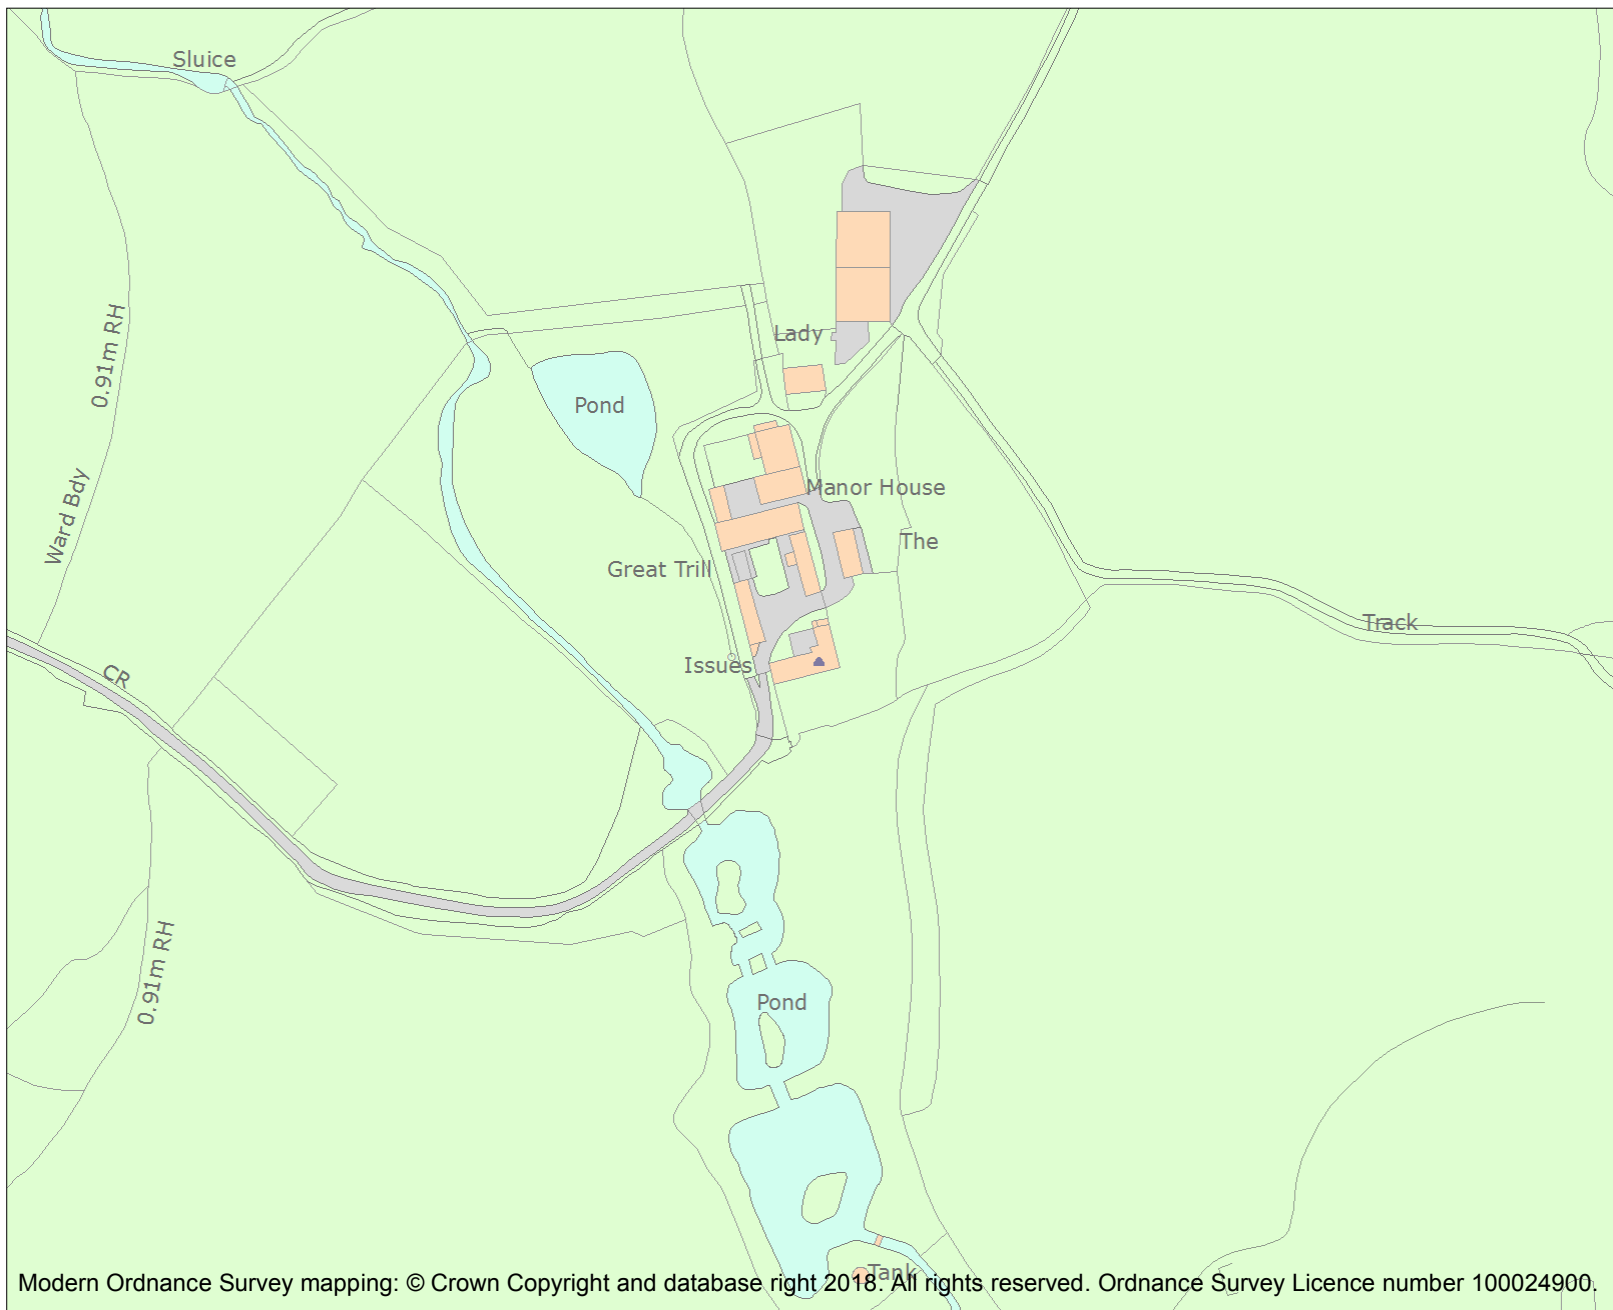 Sluice
0.91m RH
Lady
Pond
Ward Bdy
Manor House
The
Great Trill
Track
Issues
CR
0.91m RH
Pond
Tank
Modern Ordnance Survey mapping: © Crown Copyright and database right 2018. All rights reserved. Ordnance Survey Licence number 100024900.